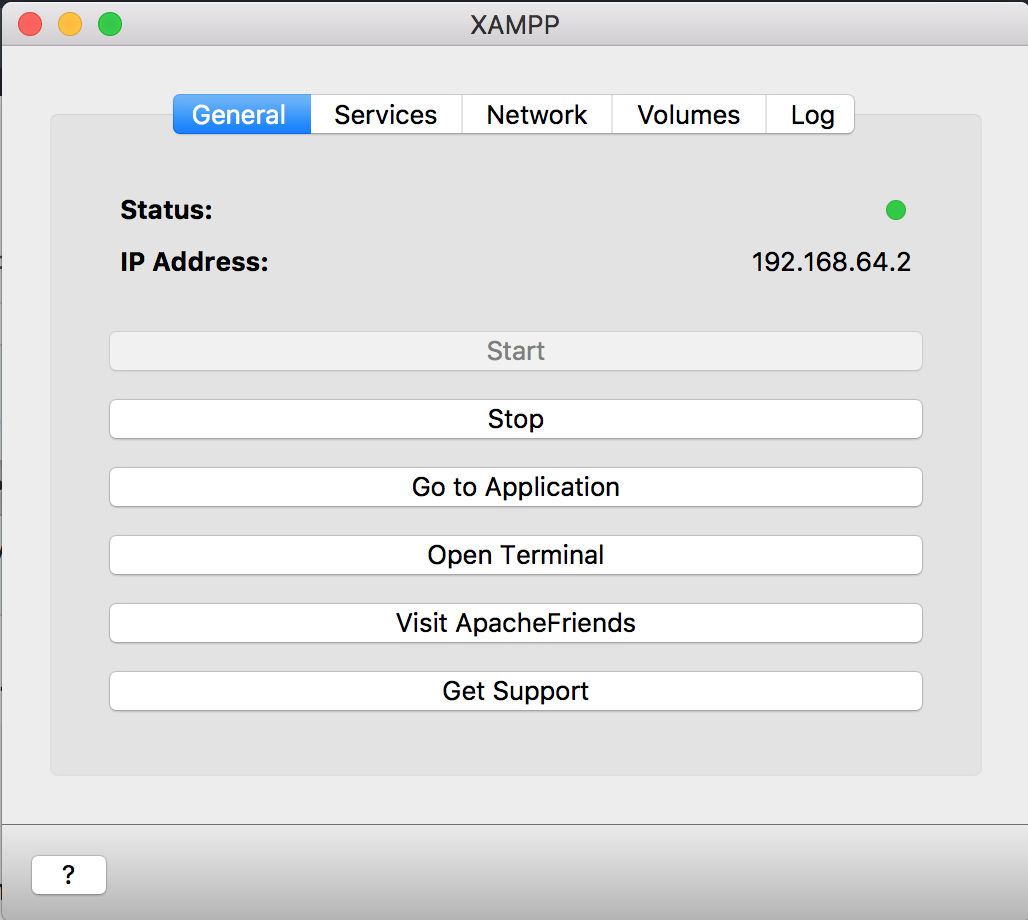 XAMPP
General Services Network Volumes Log
Status:
IP Address: 192.168.64.2
Start
Stop
Go to Application
Open Terminal
Visit ApacheFriends
Get Support
?